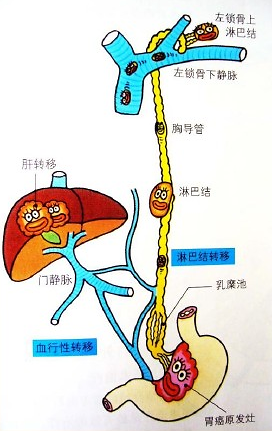 左锁骨上
淋巴结
左锁骨下静脉
胸导管
肝转移
淋巴结
淋巴结转移
门静脉
乳糜池
血行性转移
胃癌原发灶